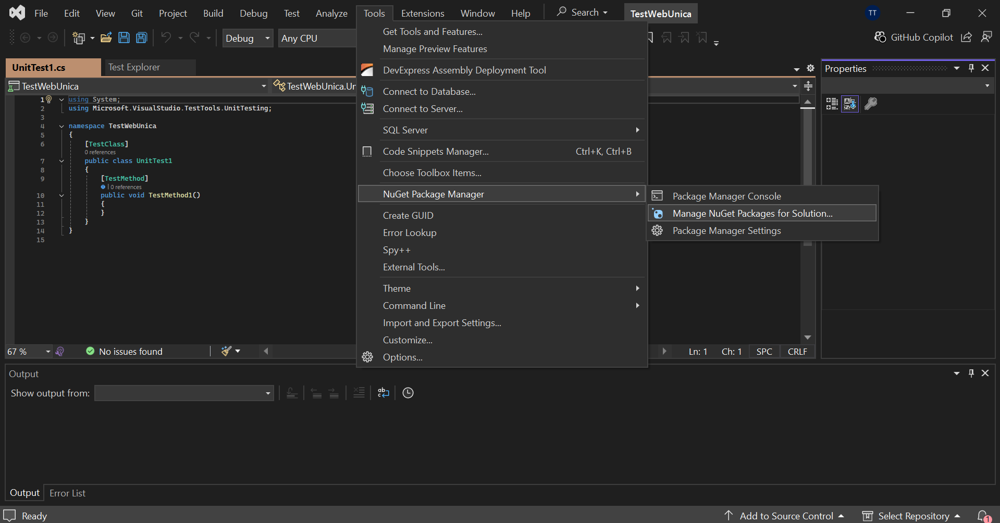 File Edit View Git Project Build Debug Test Analyze Tools Extensions Window Help Search TestWebUnica TT
Debug Any CPU GitHub Copilot
UnitTest1.cs Test Explorer
TestWebUnica TestWebUnica.Un
1 using System;
2 using Microsoft.VisualStudio.TestTools.UnitTesting;
3
4 namespace TestWebUnica
5 {
6 [TestClass]
0 references
7 public class UnitTest1
8 {
9 [TestMethod]
| 0 references
10 public void TestMethod1()
11 {
12 }
13 }
14 }
15
67 % No issues found
Ln: 1 Ch: 1 SPC CRLF
Get Tools and Features...
Manage Preview Features
DevExpress Assembly Deployment Tool
Connect to Database...
Connect to Server...
SQL Server
Code Snippets Manager... Ctrl+K, Ctrl+B
Choose Toolbox Items...
NuGet Package Manager
Create GUID
Error Lookup
Spy++
External Tools...
Theme
Command Line
Import and Export Settings...
Customize...
Options...
Package Manager Console
Manage NuGet Packages for Solution...
Package Manager Settings
Properties
Output
Show output from:
Output Error List
Ready Add to Source Control Select Repository 1